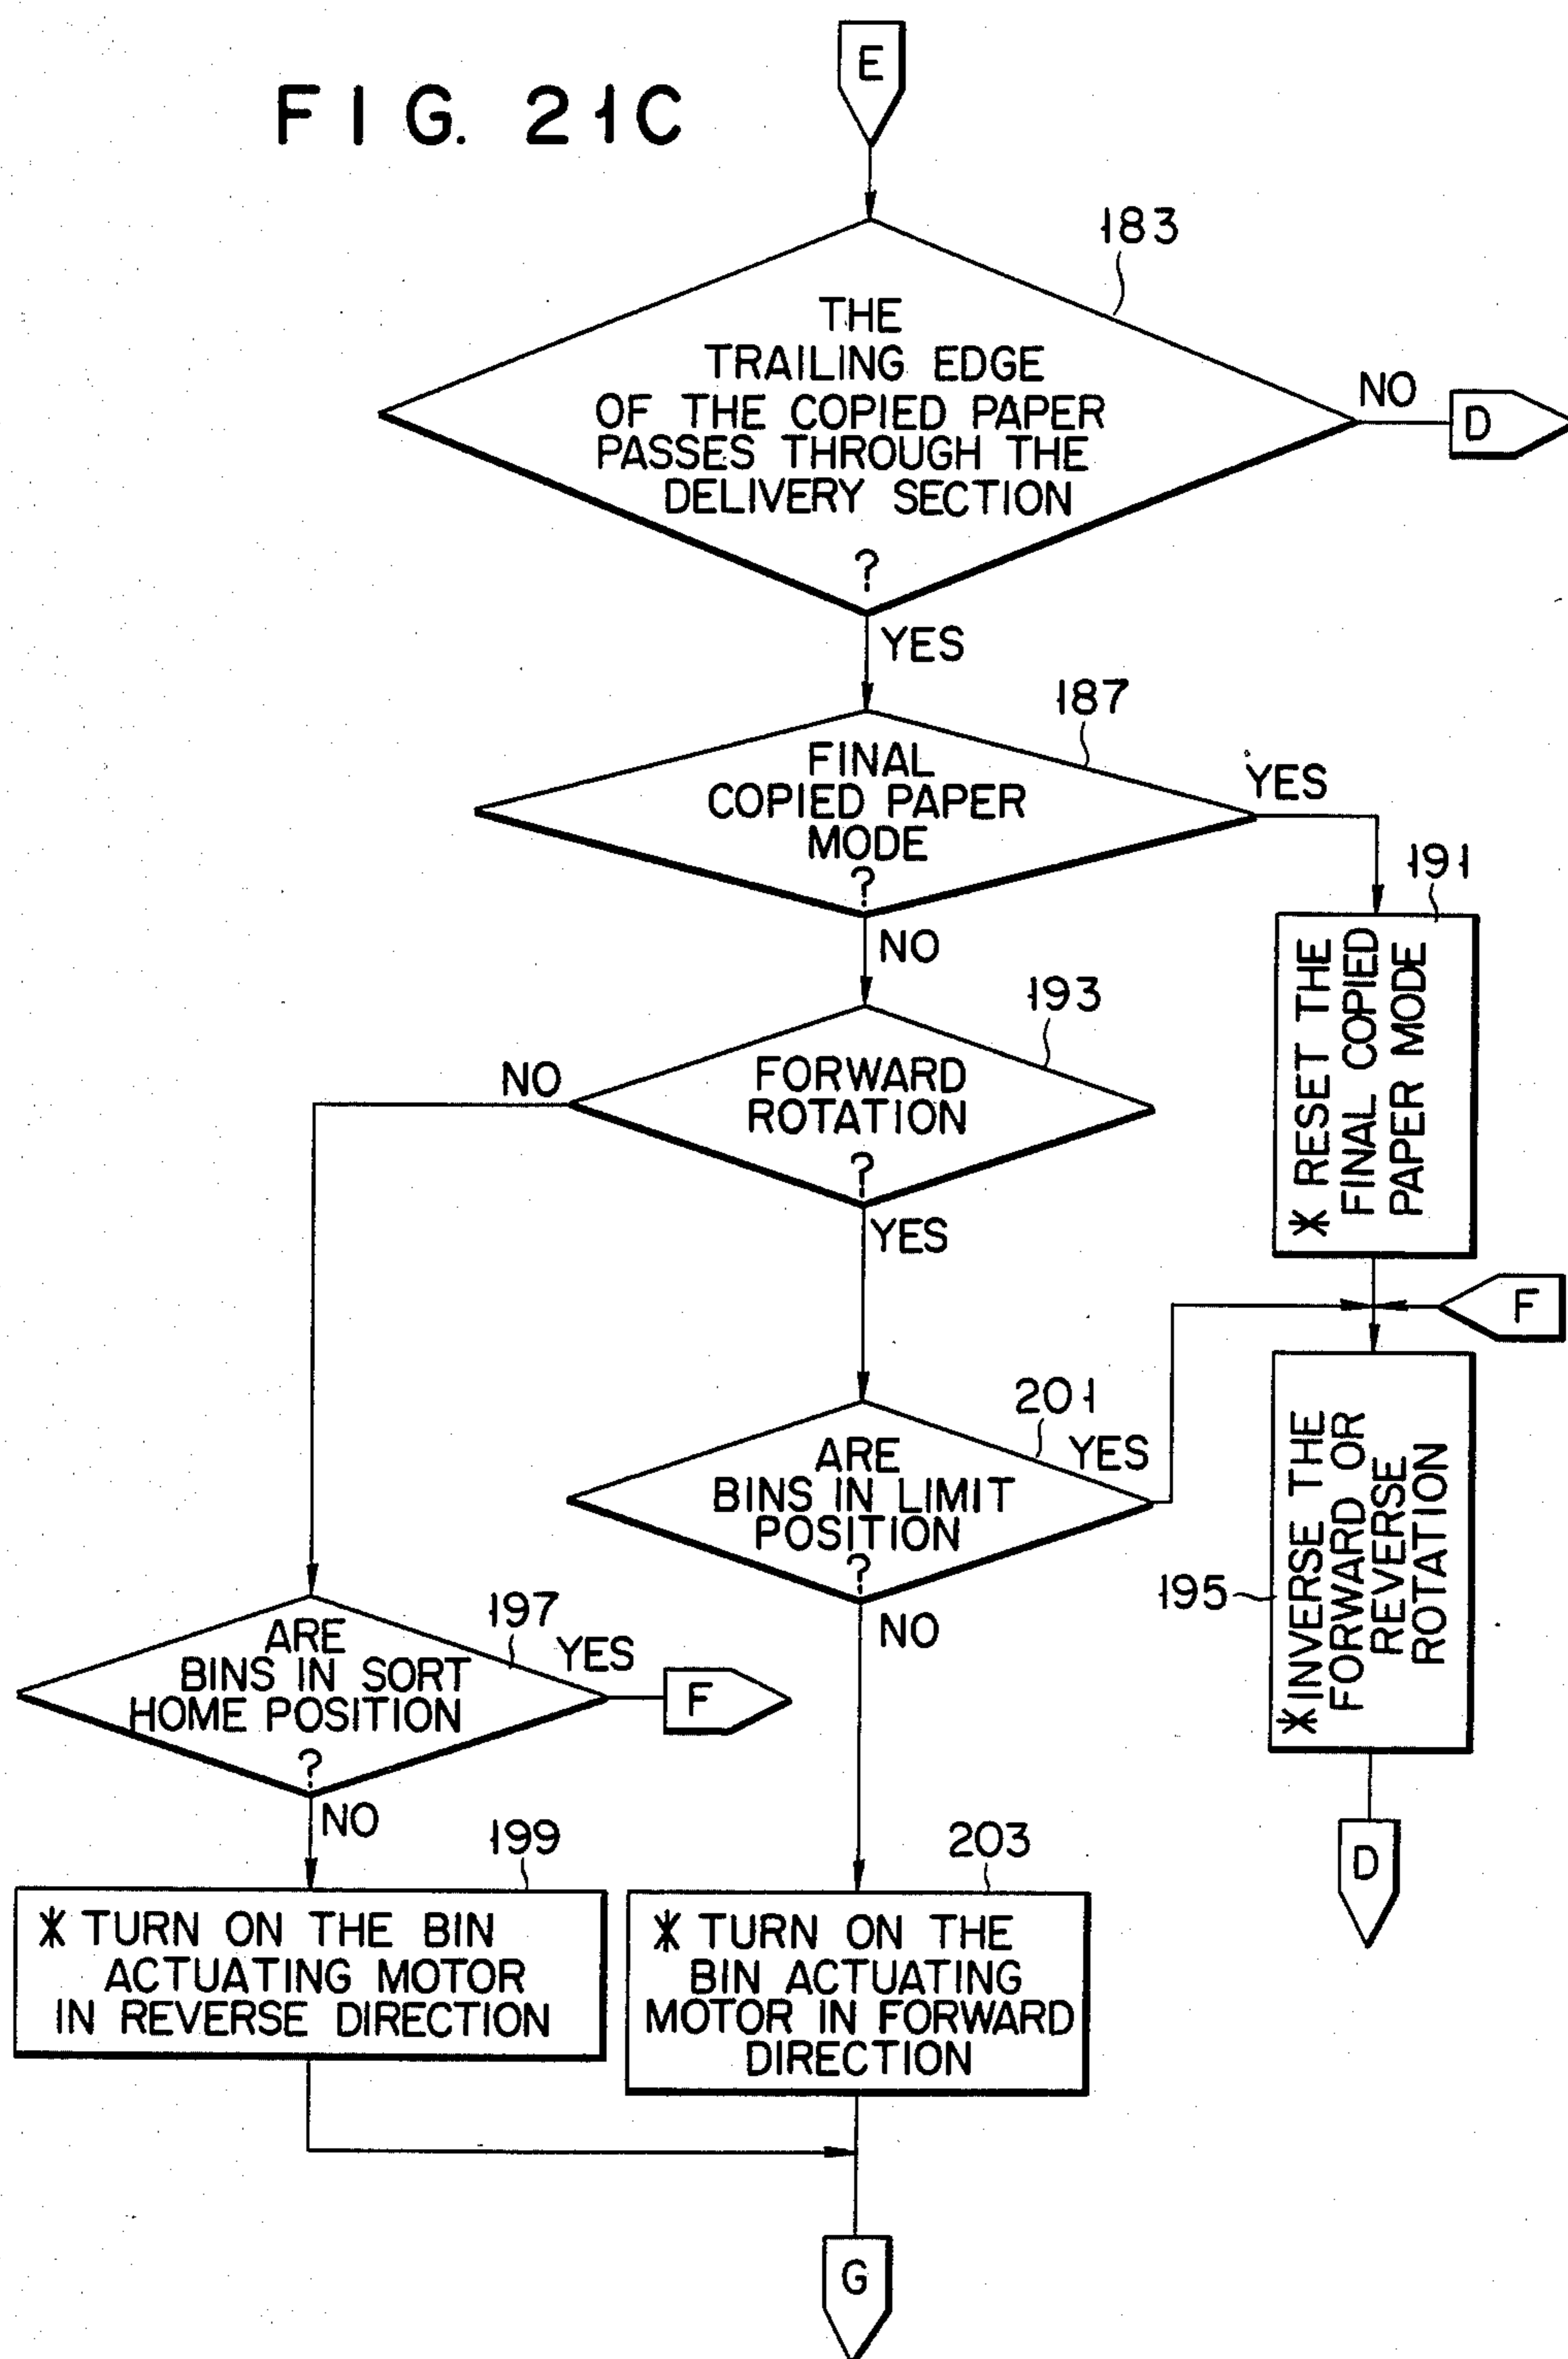 FIG. 21C
E
183
THE
TRAILING EDGE
OF THE COPIED PAPER
PASSES THROUGH THE
DELIVERY SECTION
?
NO
D
YES
187
FINAL
COPIED PAPER
MODE
?
YES
191
* RESET THE
FINAL COPIED
PAPER MODE
NO
193
FORWARD
ROTATION
?
NO
YES
F
201
ARE
BINS IN LIMIT
POSITION
?
YES
195
* INVERSE THE
FORWARD OR
REVERSE
ROTATION
NO
197
ARE
BINS IN SORT
HOME POSITION
?
YES
F
D
NO
199
* TURN ON THE BIN
ACTUATING MOTOR
IN REVERSE DIRECTION
203
* TURN ON THE
BIN ACTUATING
MOTOR IN FORWARD
DIRECTION
G